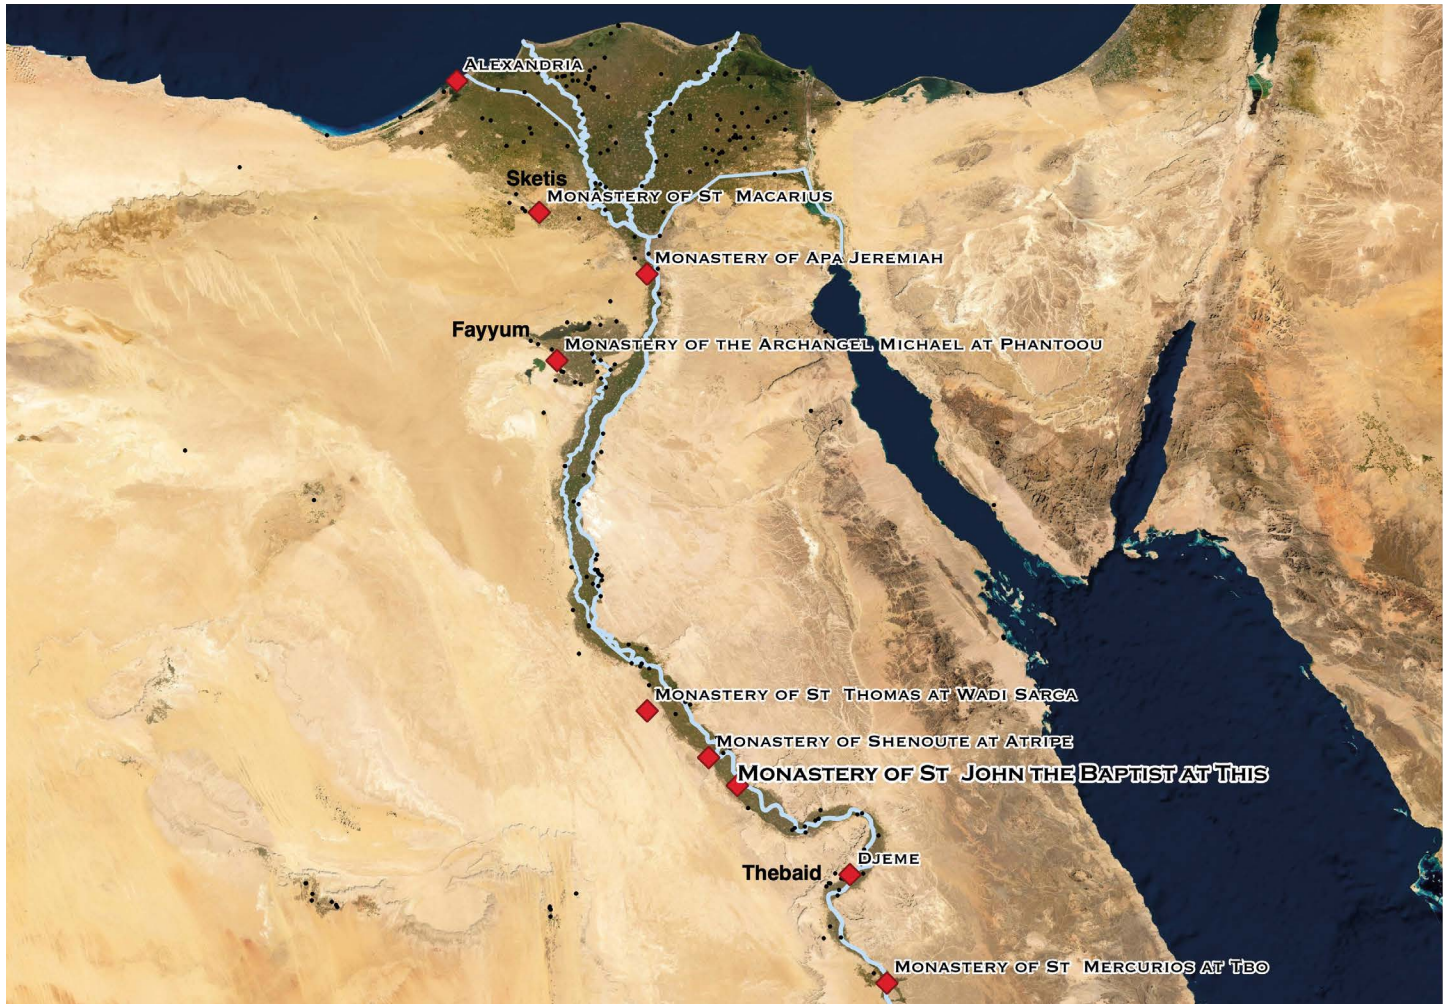 Alexandria
Sketis
Monastery of St Macarius
Monastery of Apa Jeremiah
Fayyum
Monastery of the Archangel Michael at Phantoou
Monastery of St Thomas at Wadi Sarga
Monastery of Shenoute at Atripe
Monastery of St John the Baptist at This
Djeme
Thebaid
Monastery of St Mercurios at Tbo